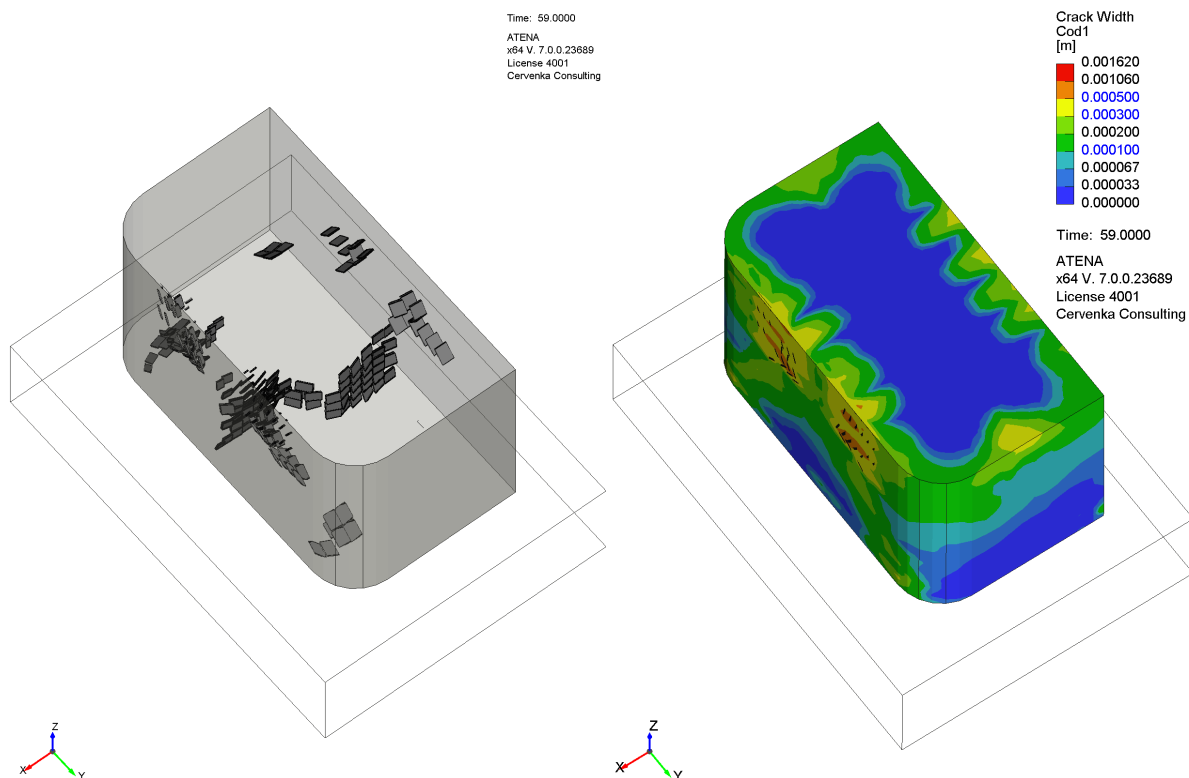 Time: 59.0000
ATENA
x64 V. 7.0.0.23689
License 4001
Cervenka Consulting
Z
X
Y
Crack Width
Cod1
[m]
0.001620
0.001060
0.000500
0.000300
0.000200
0.000100
0.000067
0.000033
0.000000
Time: 59.0000
ATENA
x64 V. 7.0.0.23689
License 4001
Cervenka Consulting
Z
X
Y